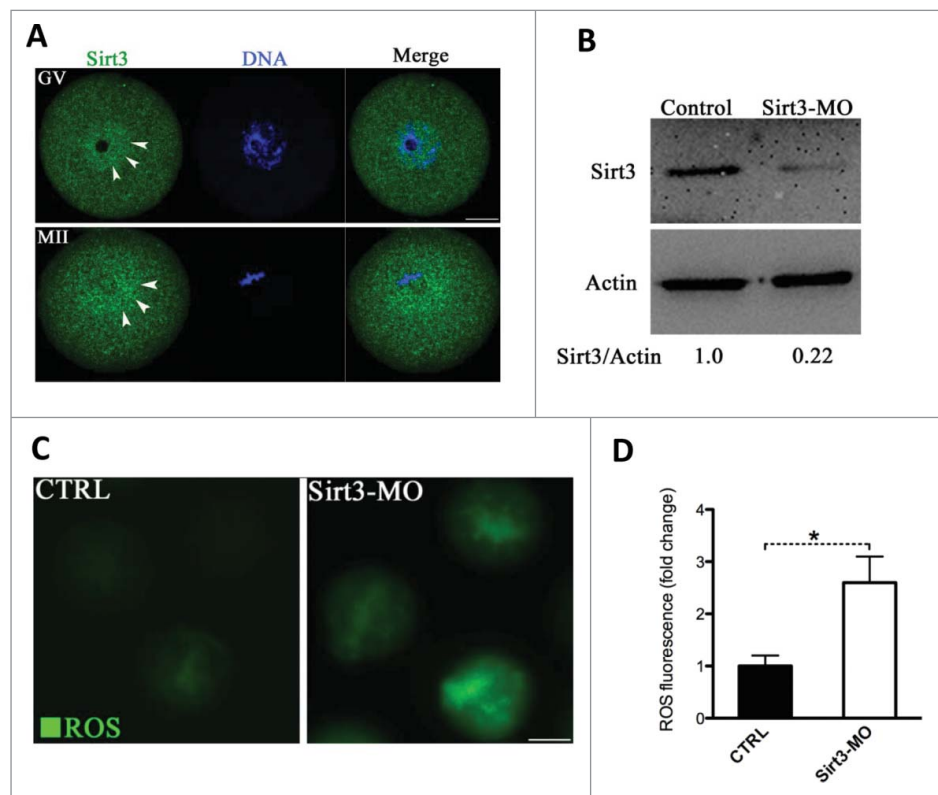 A
Sirt3 DNA Merge
GV
MII
B
Control Sirt3-MO
Sirt3
Actin
Sirt3/Actin 1.0 0.22
C
CTRL
Sirt3-MO
ROS
D
ROS fluorescence (fold change)
4
3
2
1
0
*
CTRL
Sirt3-MO